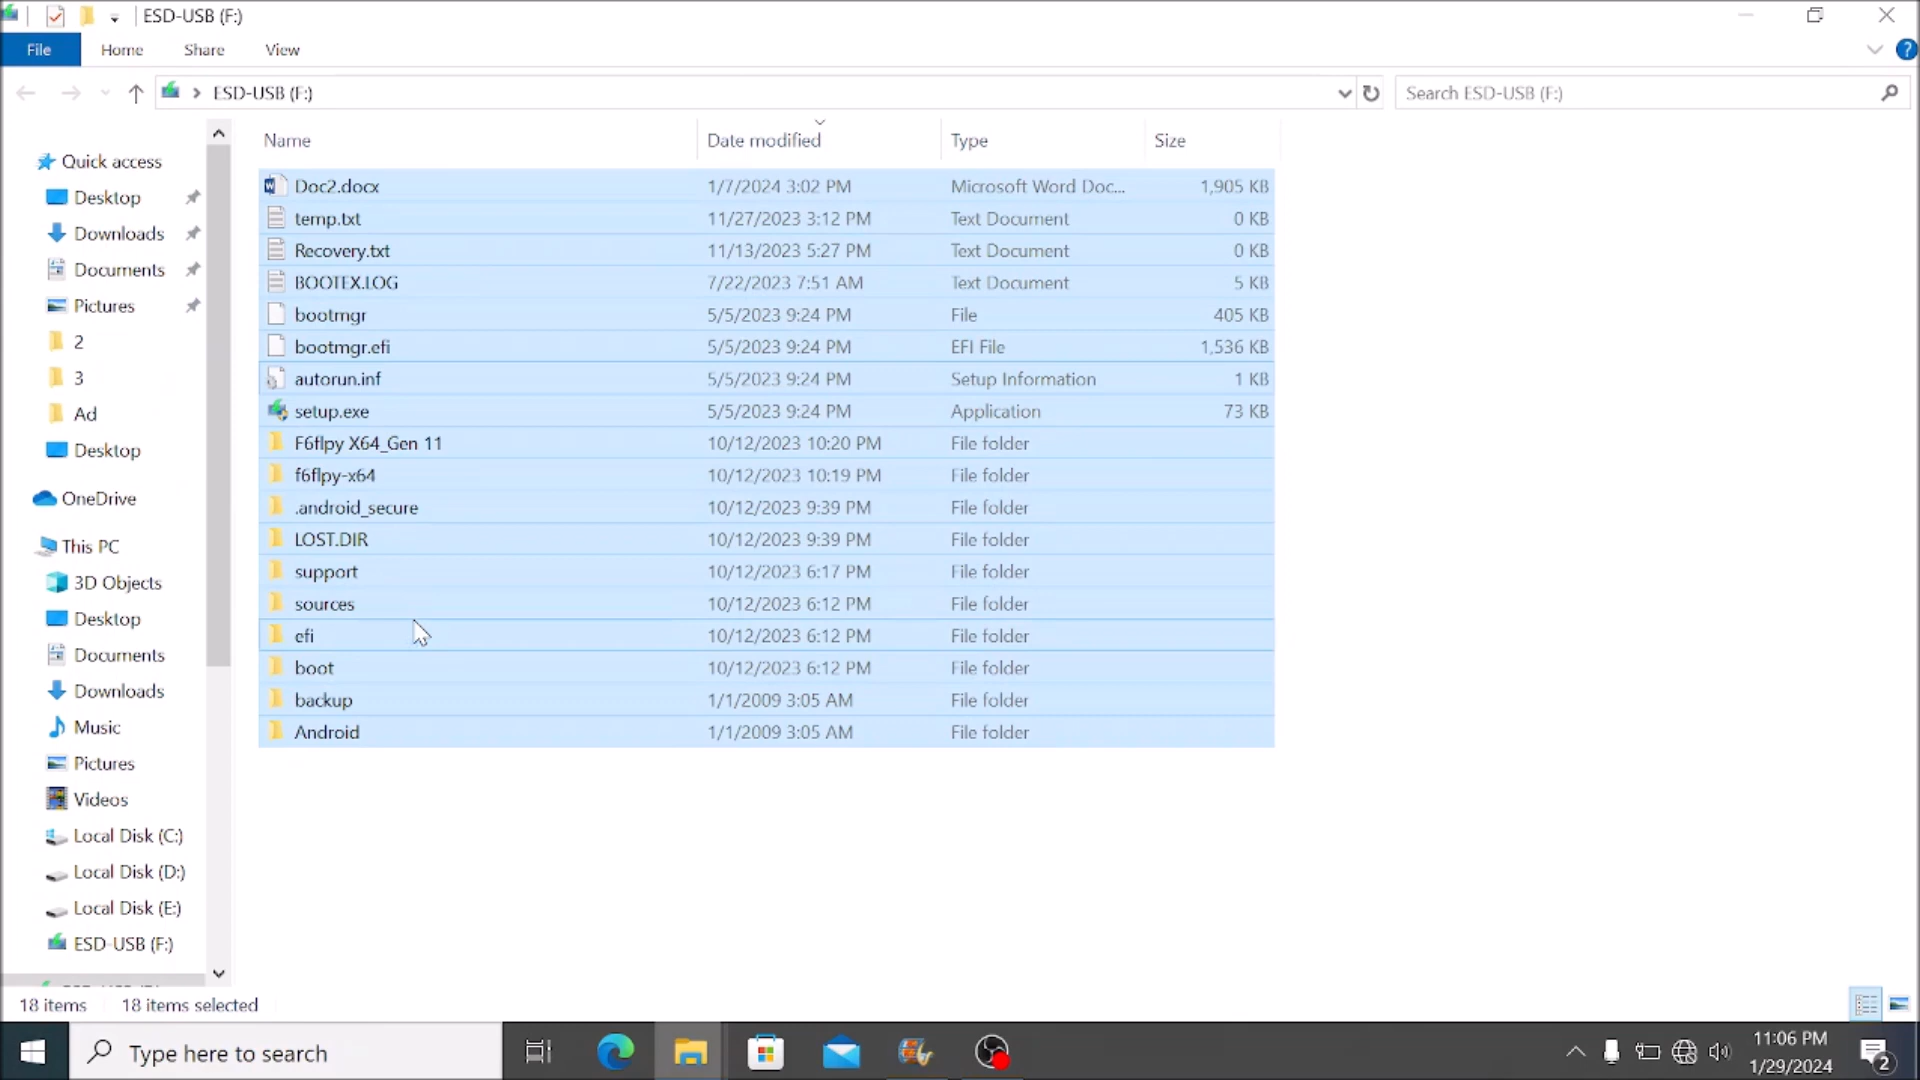 ESD-USB (F:)
File Home Share View
ESD-USB (F:) Search ESD-USB (F:)
Name Date modified Type Size
Quick access
Desktop
Downloads
Documents
Pictures
2
3
Ad
Desktop
OneDrive
This PC
3D Objects
Desktop
Documents
Downloads
Music
Pictures
Videos
Local Disk (C:)
Local Disk (D:)
Local Disk (E:)
ESD-USB (F:)
Doc2.docx 1/7/2024 3:02 PM Microsoft Word Doc... 1,905 KB
temp.txt 11/27/2023 3:12 PM Text Document 0 KB
Recovery.txt 11/13/2023 5:27 PM Text Document 0 KB
BOOTEX.LOG 7/22/2023 7:51 AM Text Document 5 KB
bootmgr 5/5/2023 9:24 PM File 405 KB
bootmgr.efi 5/5/2023 9:24 PM EFI File 1,536 KB
autorun.inf 5/5/2023 9:24 PM Setup Information 1 KB
setup.exe 5/5/2023 9:24 PM Application 73 KB
F6flpy X64_Gen 11 10/12/2023 10:20 PM File folder
f6flpy-x64 10/12/2023 10:19 PM File folder
.android_secure 10/12/2023 9:39 PM File folder
LOST.DIR 10/12/2023 9:39 PM File folder
support 10/12/2023 6:17 PM File folder
sources 10/12/2023 6:12 PM File folder
efi 10/12/2023 6:12 PM File folder
boot 10/12/2023 6:12 PM File folder
backup 1/1/2009 3:05 AM File folder
Android 1/1/2009 3:05 AM File folder
18 items 18 items selected
Type here to search
11:06 PM
1/29/2024
2